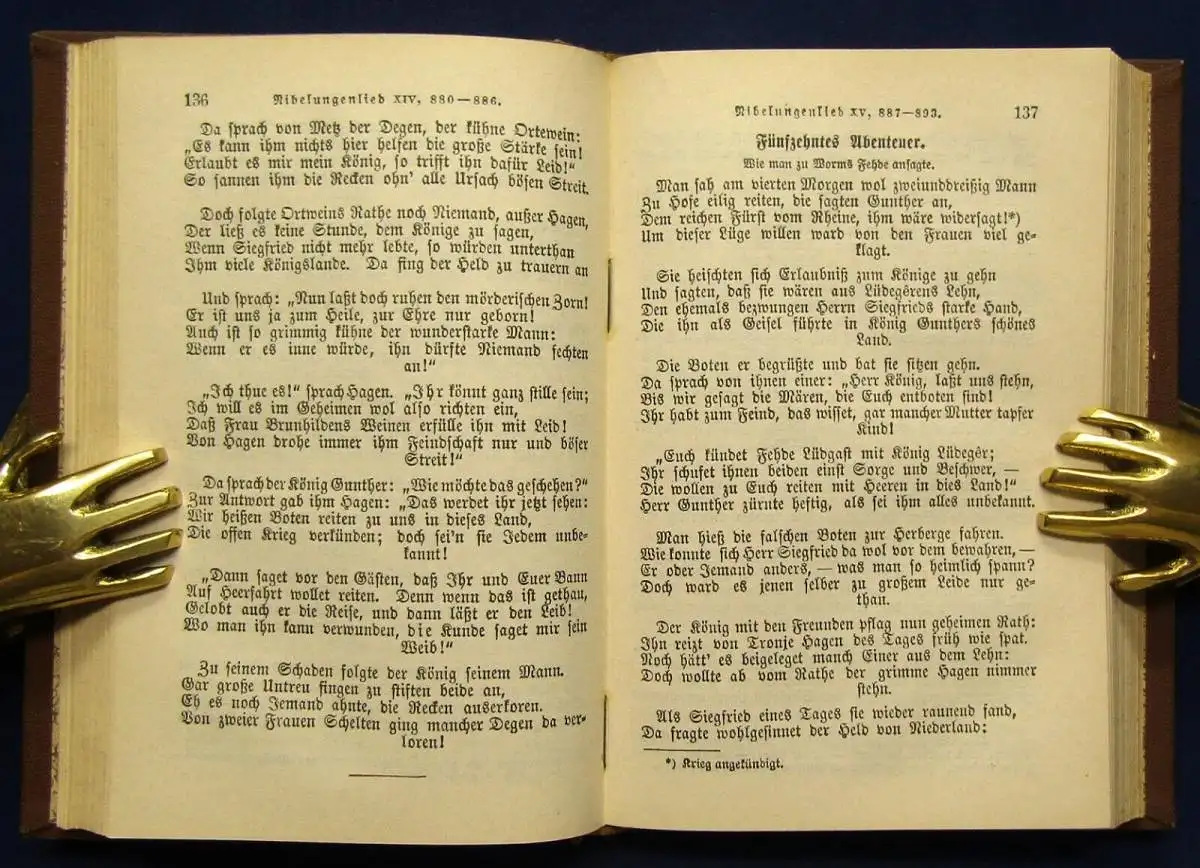 136
Nibelungenlied XIV, 880—886.
Da sprach von Metz der Degen, der kühne Ortewein:
„Es kann ihm nichts hier helfen die große Stärke sein!
Erlaubt es mir mein König, so trifft ihn dafür Leid!“
So sannen ihm die Recken ohn' alle Ursach bösen Streit.
Doch folgte Ortweins Rathe noch Niemand, außer Hagen,
Der ließ es keine Stunde, dem Könige zu sagen,
Wenn Siegfried nicht mehr lebte, so würden unterthan
Ihm viele Königslande. Da fing der Held zu trauern an
Und sprach: „Nun laßt doch ruhen den mörderischen Zorn!
Er ist uns ja zum Heile, zur Ehre nur geborn!
Auch ist so grimmig kühne der wunderstarke Mann:
Wenn er es inne würde, ihn dürfte Niemand fechten
an!“
„Ich thue es!“ sprach Hagen. „Ihr könnt ganz stille sein;
Ich will es im Geheimen wol also richten ein,
Daß Frau Brunhildens Weinen erfülle ihn mit Leid!
Von Hagen drohe immer ihm Feindschaft nur und böser
Streit!“
Da sprach der König Gunther: „Wie möchte das geschehen?“
Zur Antwort gab ihm Hagen: „Das werdet ihr jetzt sehen:
Wir heißen Boten reiten zu uns in dieses Land,
Die offen Krieg verkünden; doch sei'n sie Jedem unbe-
kannt!
„Dann saget vor den Gästen, daß Ihr und Euer Bann
Auf Heerfahrt wollet reiten. Denn wenn das ist gethan,
Gelobt auch er die Reise, und dann läßt er den Leib!
Wo man ihn kann verwunden, die Kunde saget mir sein
Weib!“
Zu seinem Schaden folgte der König seinem Mann.
Gar große Untreu fingen zu stiften beide an,
Eh es noch Jemand ahnte, die Recken auserkoren.
Von zweier Frauen Schelten ging mancher Degen da ver-
loren!
Nibelungenlied XV, 887—893.
137
Fünfzehntes Abenteuer.
Wie man zu Worms Fehde ansagte.
Man sah am vierten Morgen wol zweiunddreißig Mann
Zu Hofe eilig reiten, die sagten Gunther an,
Dem reichen Fürst vom Rheine, ihm wäre widersagt!*)
Um dieser Lüge willen ward von den Frauen viel ge-
klagt.
Sie heischten sich Erlaubniß zum Könige zu gehn
Und sagten, daß sie wären aus Lüdegêrens Lehn,
Den ehemals bezwungen Herrn Siegfrieds starke Hand,
Die ihn als Geisel führte in König Gunthers schönes
Land.
Die Boten er begrüßte und bat sie sitzen gehn.
Da sprach von ihnen einer: „Herr König, laßt uns stehn,
Bis wir gesagt die Mären, die Euch entboten sind!
Ihr habt zum Feind, das wisset, gar mancher Mutter tapfer
Kind!
„Euch kündet Fehde Lüdgast mit König Lüdegêr;
Ihr schufet ihnen beiden einst Sorge und Beschwer, —
Die wollen zu Euch reiten mit Heeren in dies Land!“
Herr Gunther zürnte heftig, als sei ihm alles unbekannt.
Man hieß die falschen Boten zur Herberge fahren.
Wie konnte sich Herr Siegfried da wol vor dem bewahren, —
Er oder Jemand anders, — was man so heimlich spann?
Doch ward es jenen selber zu großem Leide nur ge-
than.
Der König mit den Freunden pflag nun geheimen Rath:
Ihn reizt von Tronje Hagen des Tages früh wie spat.
Noch hätt' es beigeleget manch Einer aus dem Lehn:
Doch wollte ab vom Rathe der grimme Hagen nimmer
stehn.
Als Siegfried eines Tages sie wieder raunend fand,
Da fragte wohlgesinnet der Held von Niederland:
*) Krieg angekündigt.